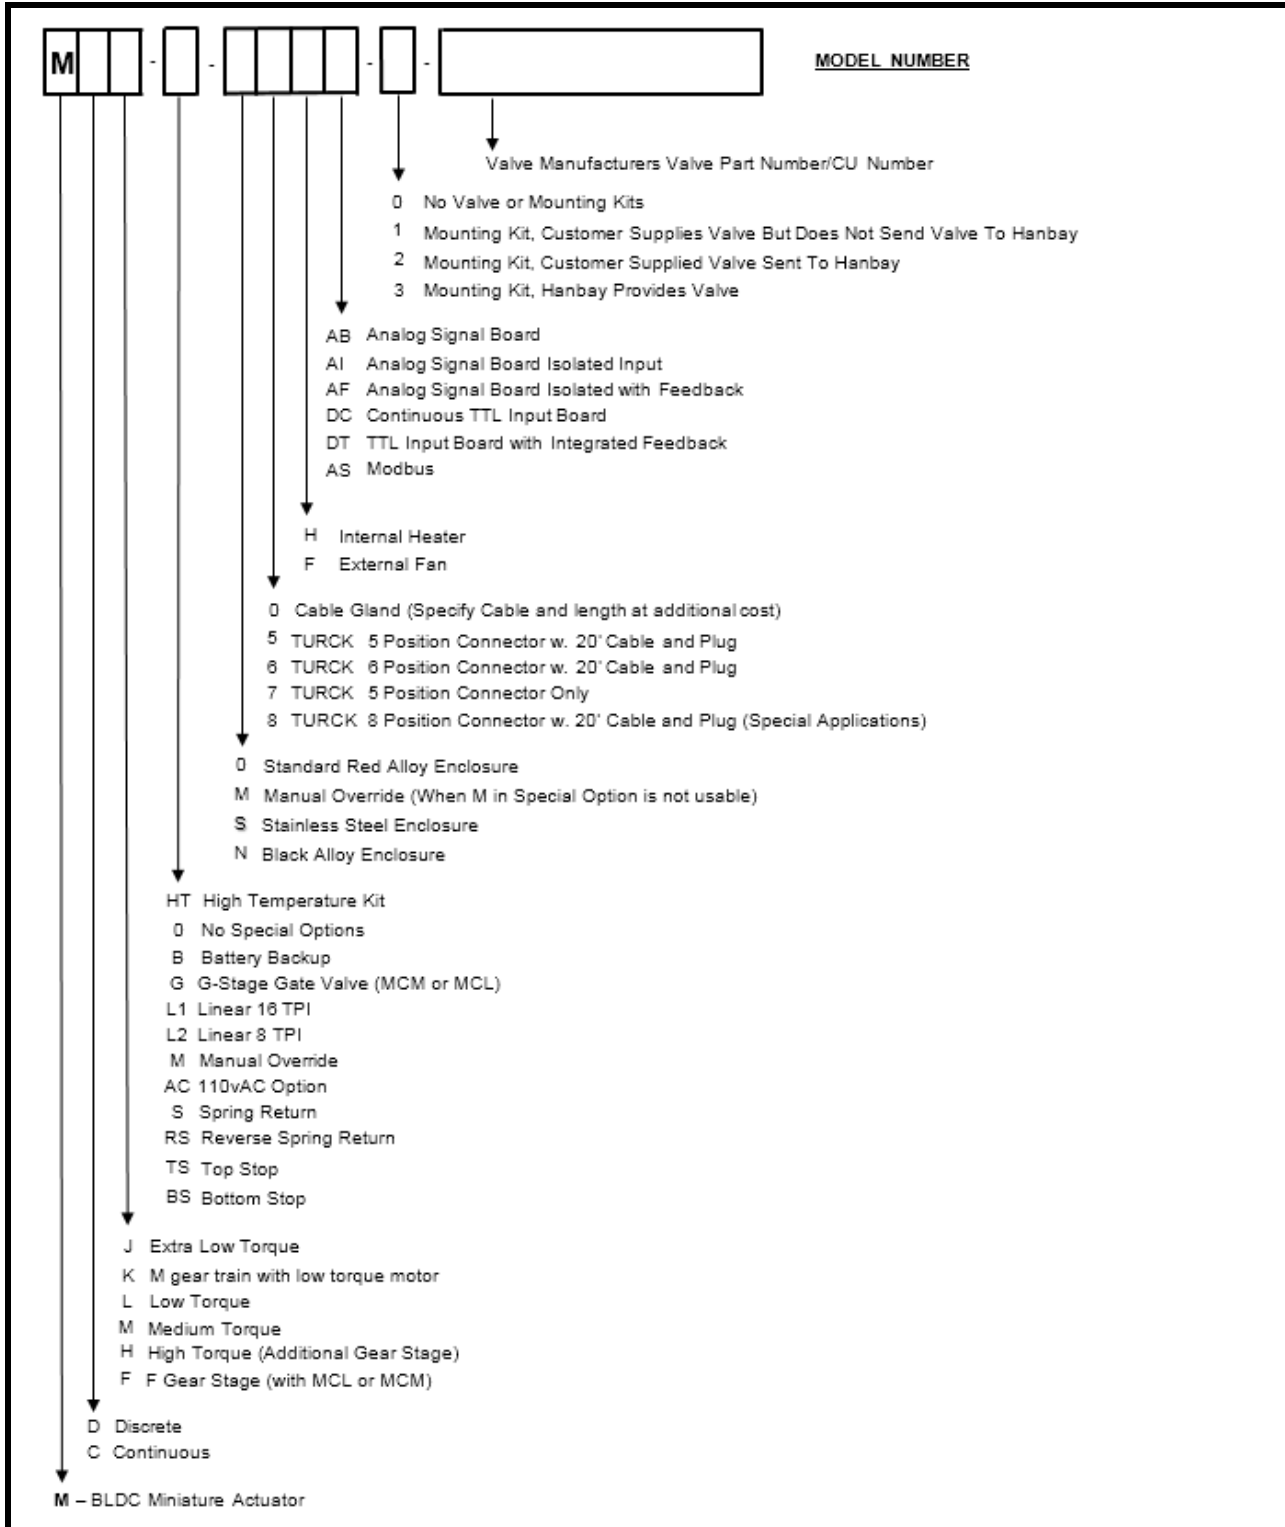 M - - - - MODEL NUMBER
Valve Manufacturers Valve Part Number/CU Number
0 No Valve or Mounting Kits
1 Mounting Kit, Customer Supplies Valve But Does Not Send Valve To Hanbay
2 Mounting Kit, Customer Supplied Valve Sent To Hanbay
3 Mounting Kit, Hanbay Provides Valve
AB Analog Signal Board
AI Analog Signal Board Isolated Input
AF Analog Signal Board Isolated with Feedback
DC Continuous TTL Input Board
DT TTL Input Board with Integrated Feedback
AS Modbus
H Internal Heater
F External Fan
0 Cable Gland (Specify Cable and length at additional cost)
5 TURCK 5 Position Connector w. 20' Cable and Plug
6 TURCK 6 Position Connector w. 20' Cable and Plug
7 TURCK 5 Position Connector Only
8 TURCK 8 Position Connector w. 20' Cable and Plug (Special Applications)
0 Standard Red Alloy Enclosure
M Manual Override (When M in Special Option is not usable)
S Stainless Steel Enclosure
N Black Alloy Enclosure
HT High Temperature Kit
0 No Special Options
B Battery Backup
G G-Stage Gate Valve (MCM or MCL)
L1 Linear 16 TPI
L2 Linear 8 TPI
M Manual Override
AC 110vAC Option
S Spring Return
RS Reverse Spring Return
TS Top Stop
BS Bottom Stop
J Extra Low Torque
K M gear train with low torque motor
L Low Torque
M Medium Torque
H High Torque (Additional Gear Stage)
F F Gear Stage (with MCL or MCM)
D Discrete
C Continuous
M – BLDC Miniature Actuator